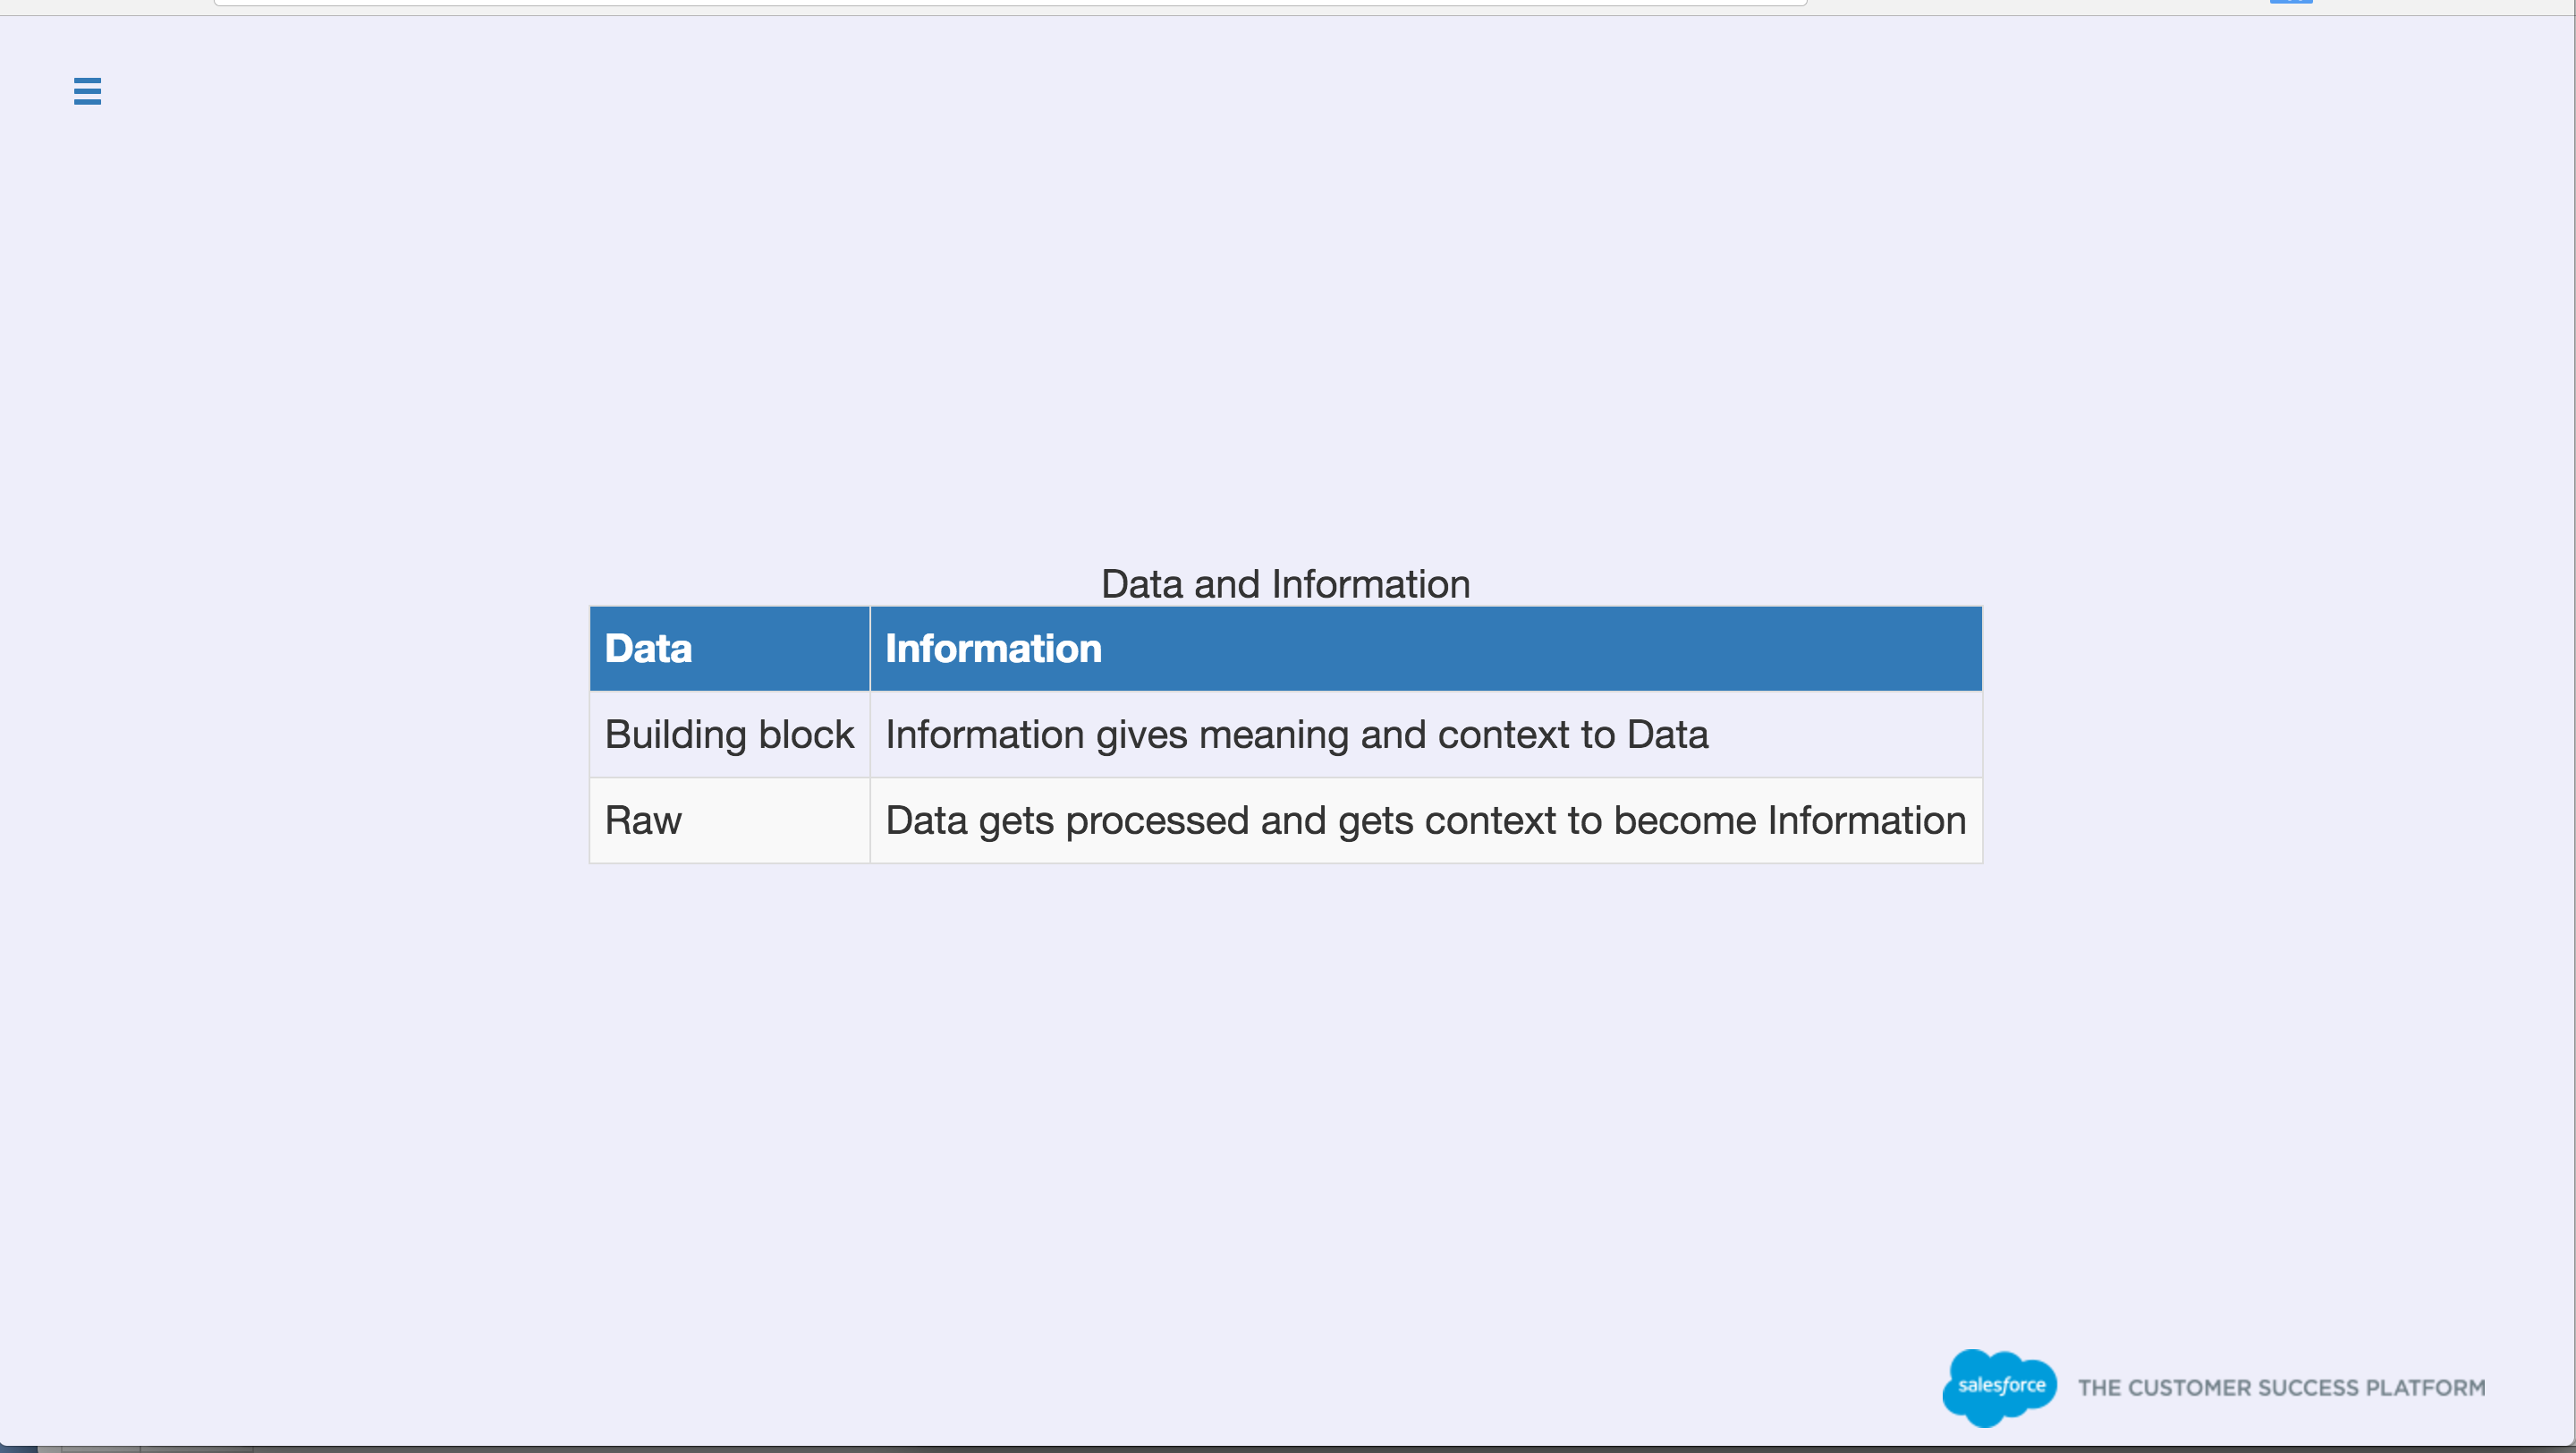 Data and Information
Data Information
Building block Information gives meaning and context to Data
Raw Data gets processed and gets context to become Information
salesforce THE CUSTOMER SUCCESS PLATFORM